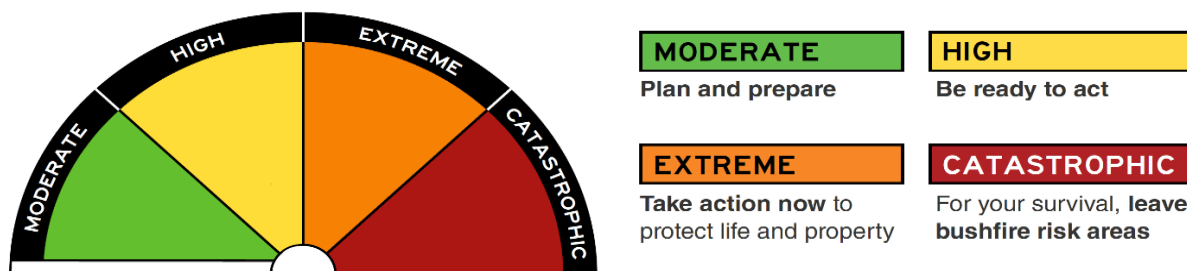 MODERATE
HIGH
EXTREME
CATASTROPHIC
MODERATE
Plan and prepare
HIGH
Be ready to act
EXTREME
Take action now to
protect life and property
CATASTROPHIC
For your survival, leave
bushfire risk areas